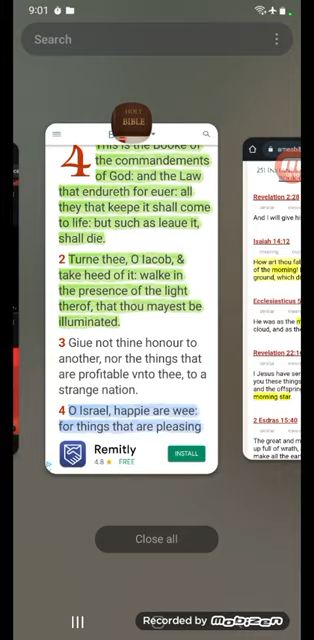 9:01
Search
HOLY
BIBLE
4 This is the Booke of
the commandements
of God: and the Law
that endureth for euer: all
they that keepe it shall come
to life: but such as leaue it,
shall die.
2 Turne thee, O Iacob, &
take heed of it: walke in
the presence of the light
therof, that thou mayest be
illuminated.
3 Giue not thine honour to
another, nor the things that
are profitable vnto thee, to a
strange nation.
4 O Israel, happie are wee:
for things that are pleasing
Remitly
4.8 ★ FREE
INSTALL
Revelation 2:28
And I will give hi
Isaiah 14:12
How art thou fal
of the morning!
ground, which di
Ecclesiasticus 5
He was as the m
cloud, and as the
Revelation 22:1
I Jesus have sen
you these things
and the offspring
morning star
2 Esdras 15:40
The great and m
up full of wrath,
make all the ear
Close all
Recorded by Mobizen